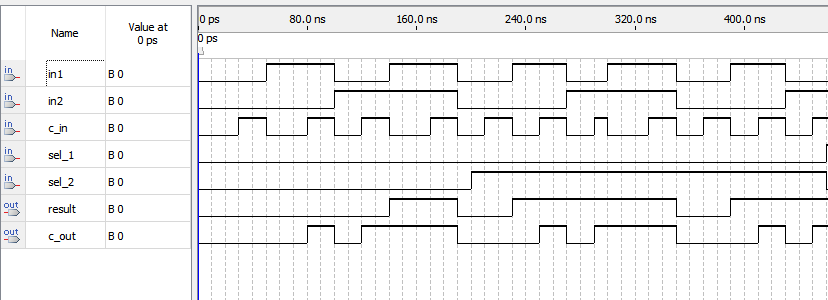 Name
Value at
0 ps
0 ps
80.0 ns
160.0 ns
240.0 ns
320.0 ns
400.0 ns
0 ps
in
in1
B 0
in
in2
B 0
in
c_in
B 0
in
sel_1
B 0
in
sel_2
B 0
out
result
B 0
out
c_out
B 0